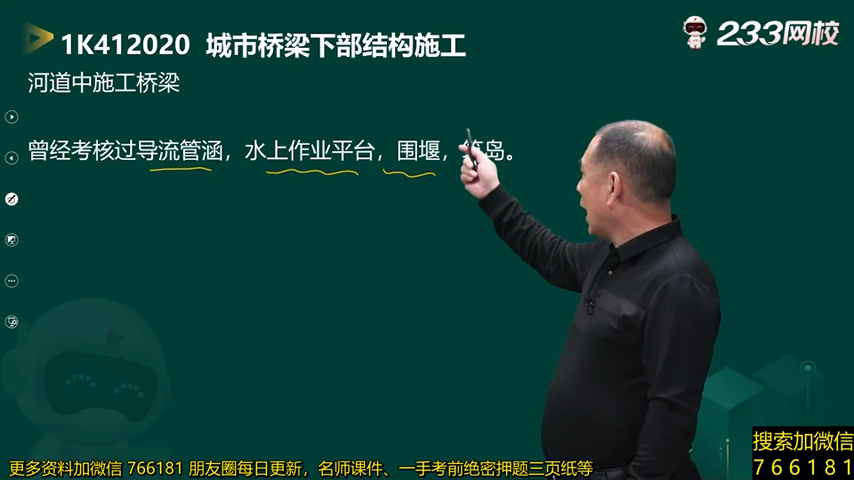 1K412020 城市桥梁下部结构施工
233网校
河道中施工桥梁
曾经考核过导流管涵，水上作业平台，围堰，筑岛。
搜索加微信
766181
更多资料加微信 766181 朋友圈每日更新，名师课件、一手考前绝密押题三页纸等